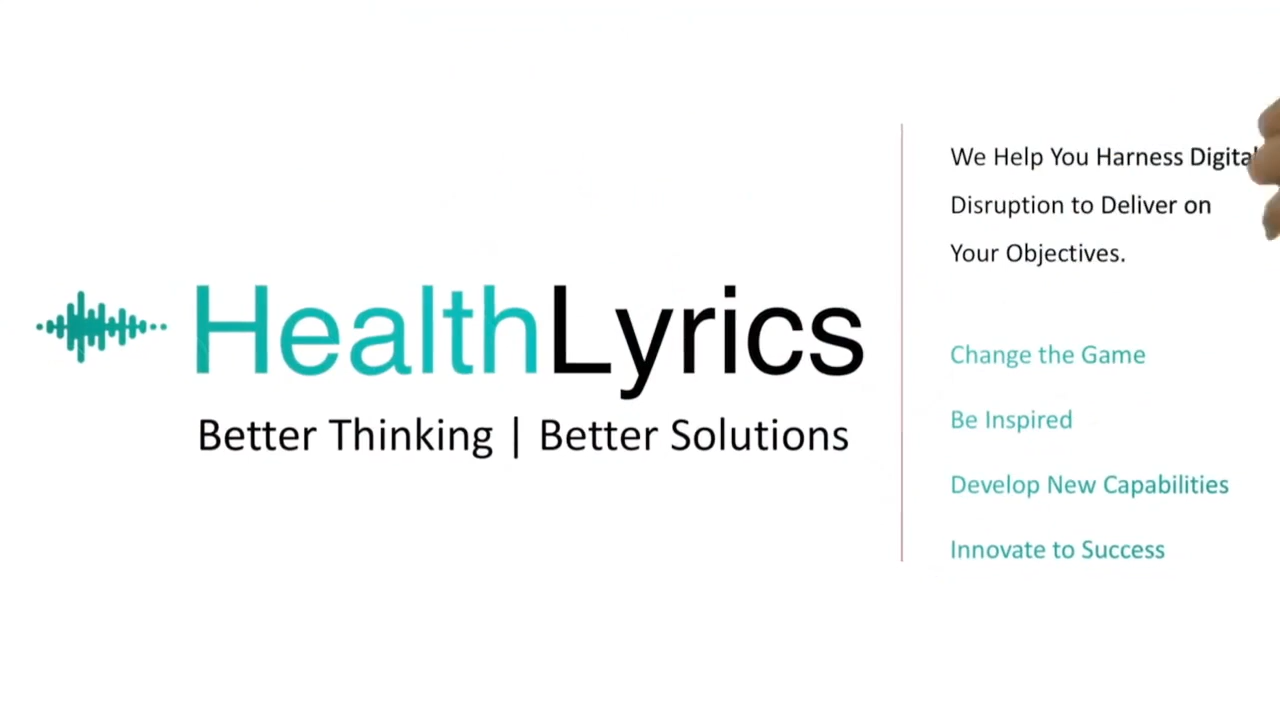 HealthLyrics
Better Thinking | Better Solutions
We Help You Harness Digital
Disruption to Deliver on
Your Objectives.
Change the Game
Be Inspired
Develop New Capabilities
Innovate to Success